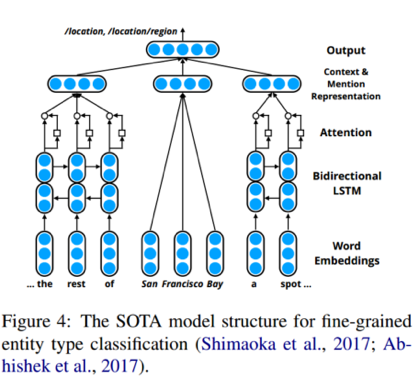 /location, /location/region
Output
Context &
Mention
Representation
Attention
Bidirectional
LSTM
Word
Embeddings
... the rest of San Francisco Bay a spot ...
Figure 4: The SOTA model structure for fine-grained
entity type classification (Shimaoka et al., 2017; Ab-
hishek et al., 2017).